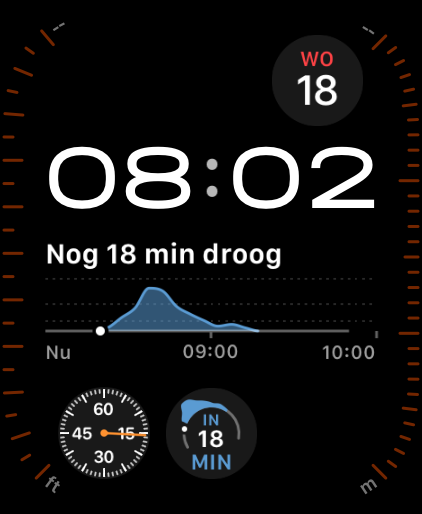 --
--
WO
18
08:02
Nog 18 min droog
Nu 09:00 10:00
60
45 15
30
IN
18
MIN
ft
m